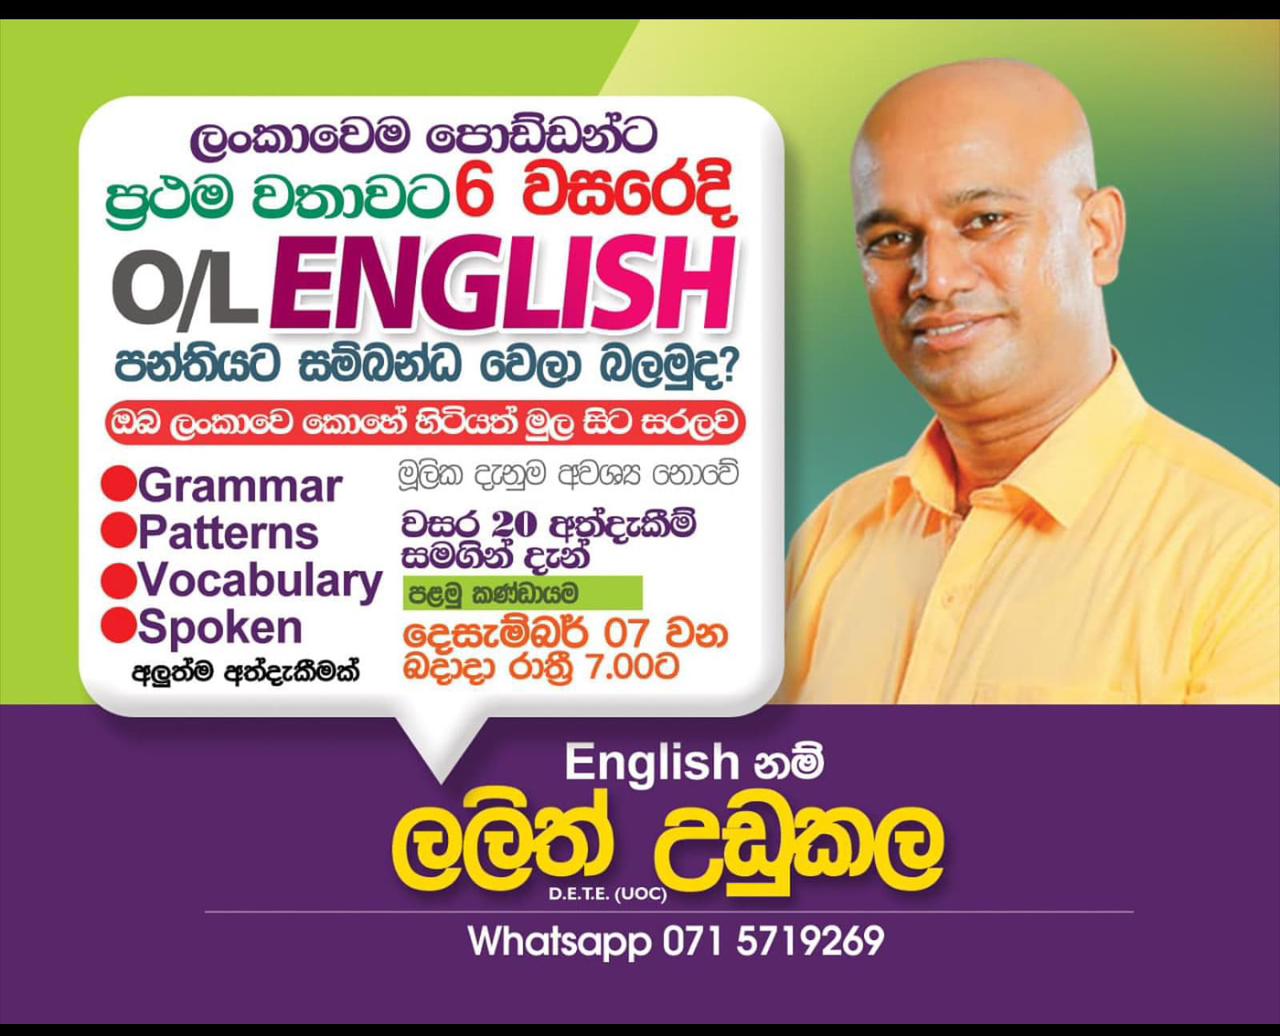 ලංකාවෙම පොඩ්ඩන්ට
ප්‍රථම වතාවට 6 වසරෙදි
O/L ENGLISH
පන්තියට සම්බන්ධ වෙලා බලමුද?
ඔබ ලංකාවෙ කොහේ හිටියත් මුල සිට සරලව
Grammar
Patterns
Vocabulary
Spoken
අලුත්ම අත්දැකීමක්
මූලික දැනුම අවශ්‍ය නොවේ
වසර 20 අත්දැකීම්
සමගින් දැන්
පළමු කණ්ඩායම
දෙසැම්බර් 07 වන
බදාදා රාත්‍රී 7.00ට
English නම්
ලලිත් උඩුකල
D.E.T.E. (UOC)
Whatsapp 071 5719269